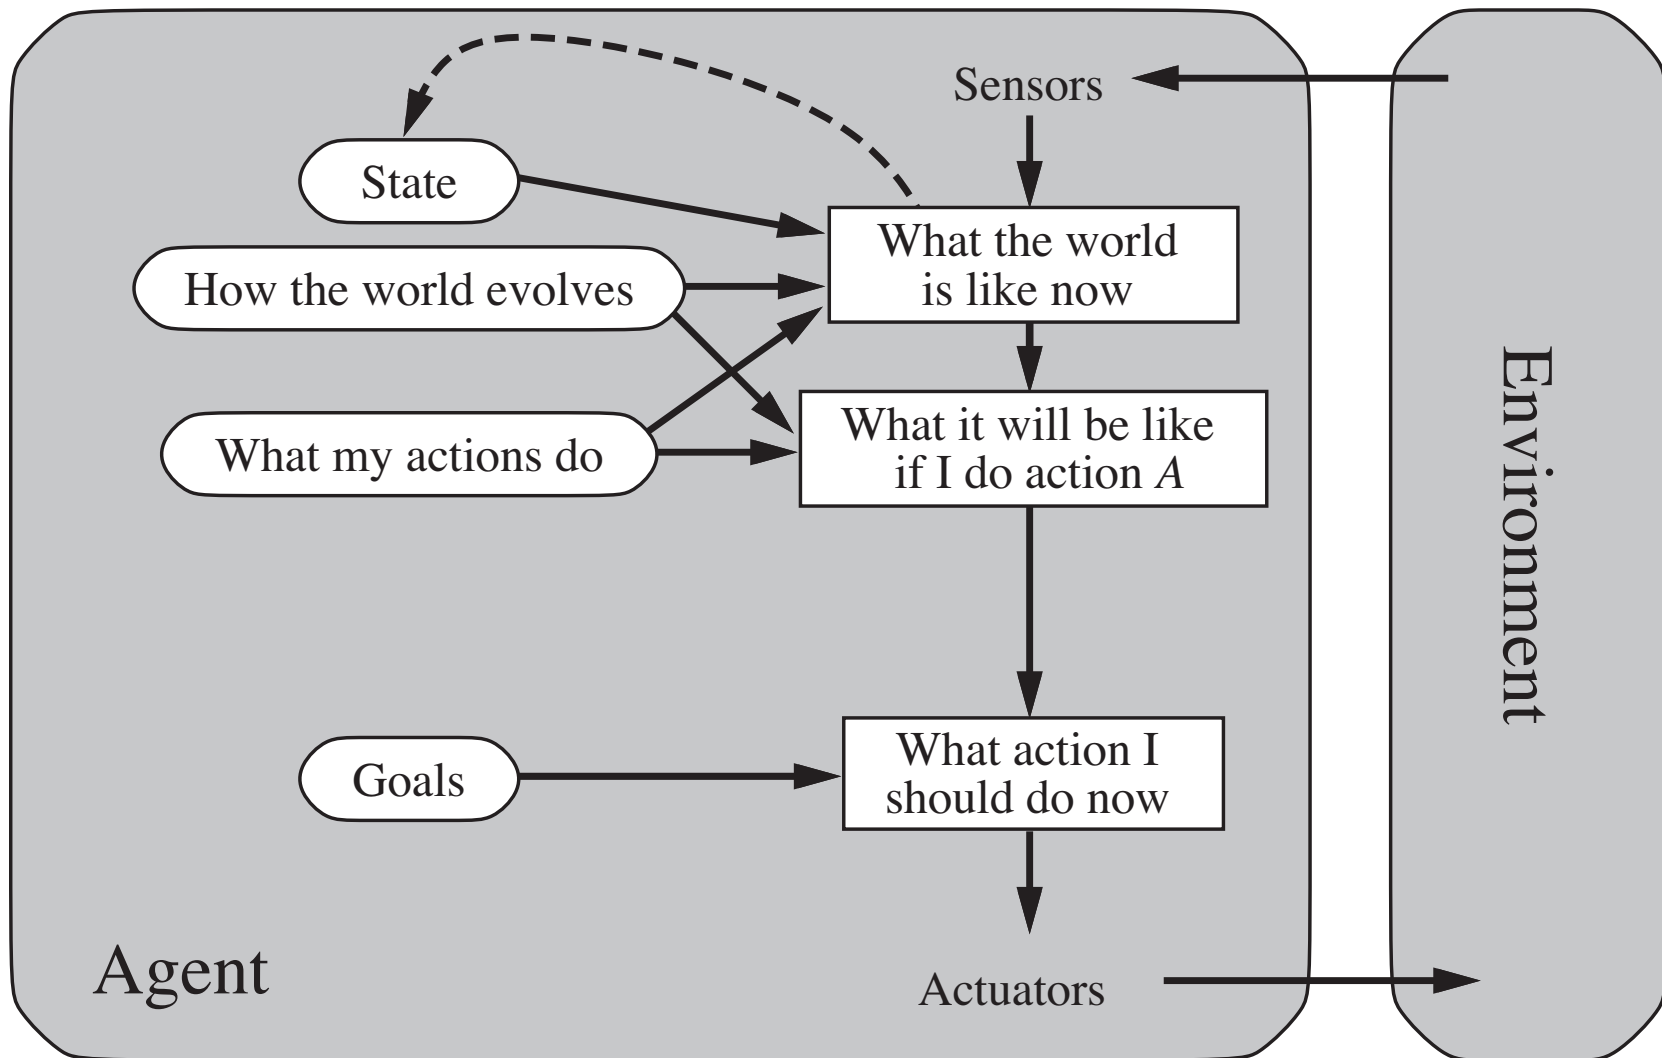 Sensors
State
What the world
is like now
How the world evolves
What it will be like
if I do action A
What my actions do
Environment
What action I
should do now
Goals
Agent
Actuators